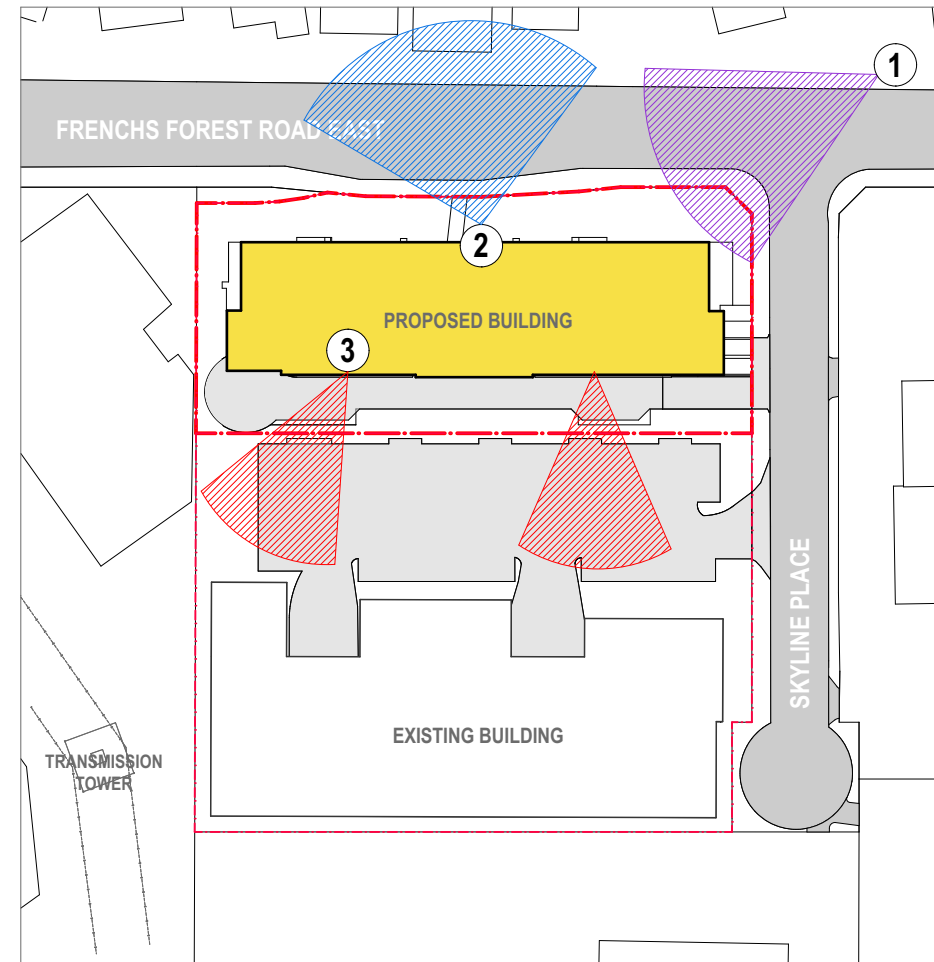 1
FRENCHS FOREST ROAD EAST
2
PROPOSED BUILDING
3
SKYLINE PLACE
EXISTING BUILDING
TRANSMISSION
TOWER